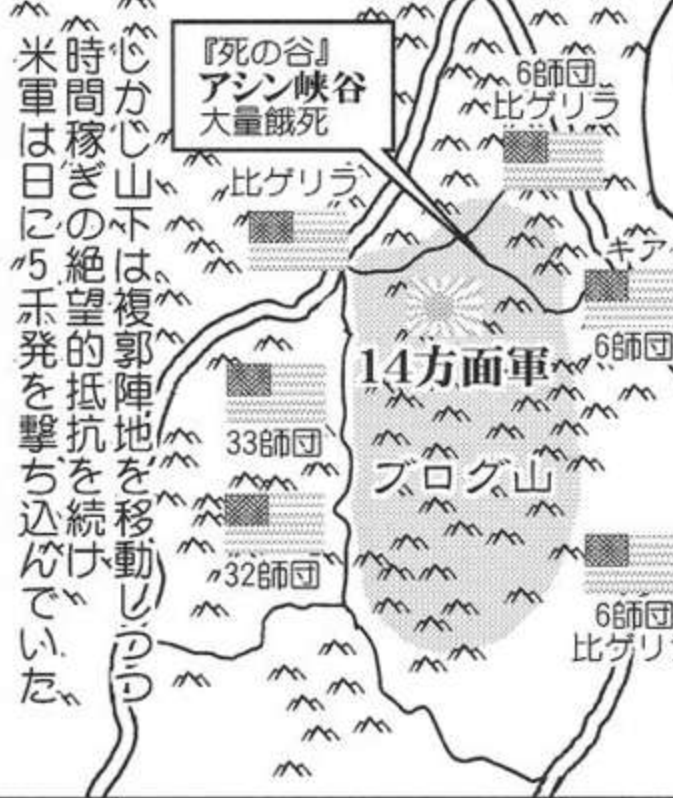 しかし山下は複郭陣地を移動しつつ
時間稼ぎの絶望的抵抗を続け
米軍は日に5千発を撃ち込んでいた
『死の谷』
アシン峡谷
大量餓死
6師団
比ゲリラ
比ゲリラ
キア
6師団
14方面軍
33師団
ブログ山
32師団
6師団
比ゲリ